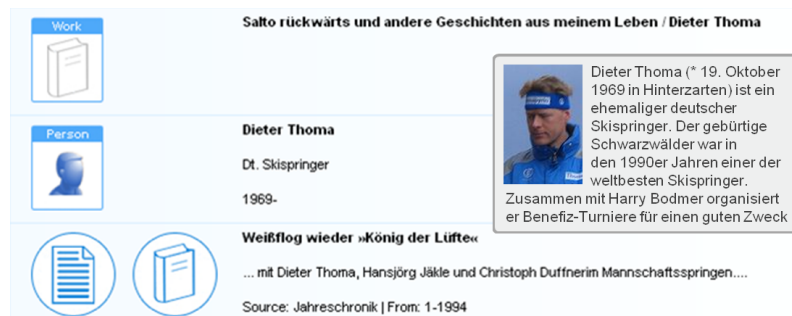 Work
Salto rückwärts und andere Geschichten aus meinem Leben / Dieter Thoma
Dieter Thoma (* 19. Oktober
1969 in Hinterzarten) ist ein
ehemaliger deutscher
Skispringer. Der gebürtige
Schwarzwälder war in
den 1990er Jahren einer der
weltbesten Skispringer.
Zusammen mit Harry Bodmer organisiert
er Benefiz-Turniere für einen guten Zweck
Person
Dieter Thoma
Dt. Skispringer
1969-
Weißflog wieder »König der Lüfte«
... mit Dieter Thoma, Hansjörg Jäkle und Christoph Duffnerim Mannschaftsspringen....
Source: Jahreschronik | From: 1-1994